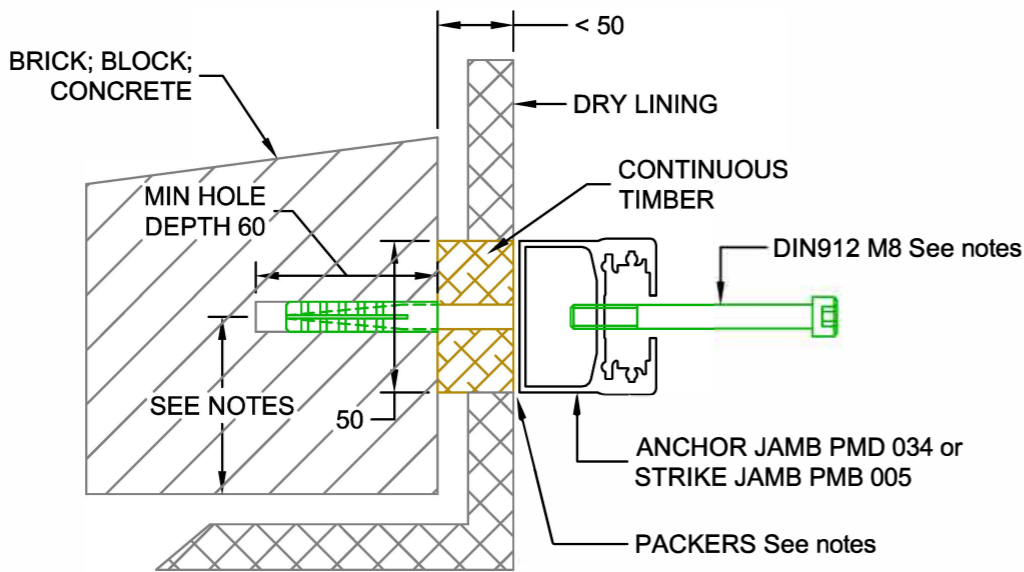 < 50
BRICK; BLOCK;
CONCRETE
DRY LINING
CONTINUOUS
TIMBER
MIN HOLE
DEPTH 60
DIN912 M8 See notes
SEE NOTES
50
ANCHOR JAMB PMD 034 or
STRIKE JAMB PMB 005
PACKERS See notes